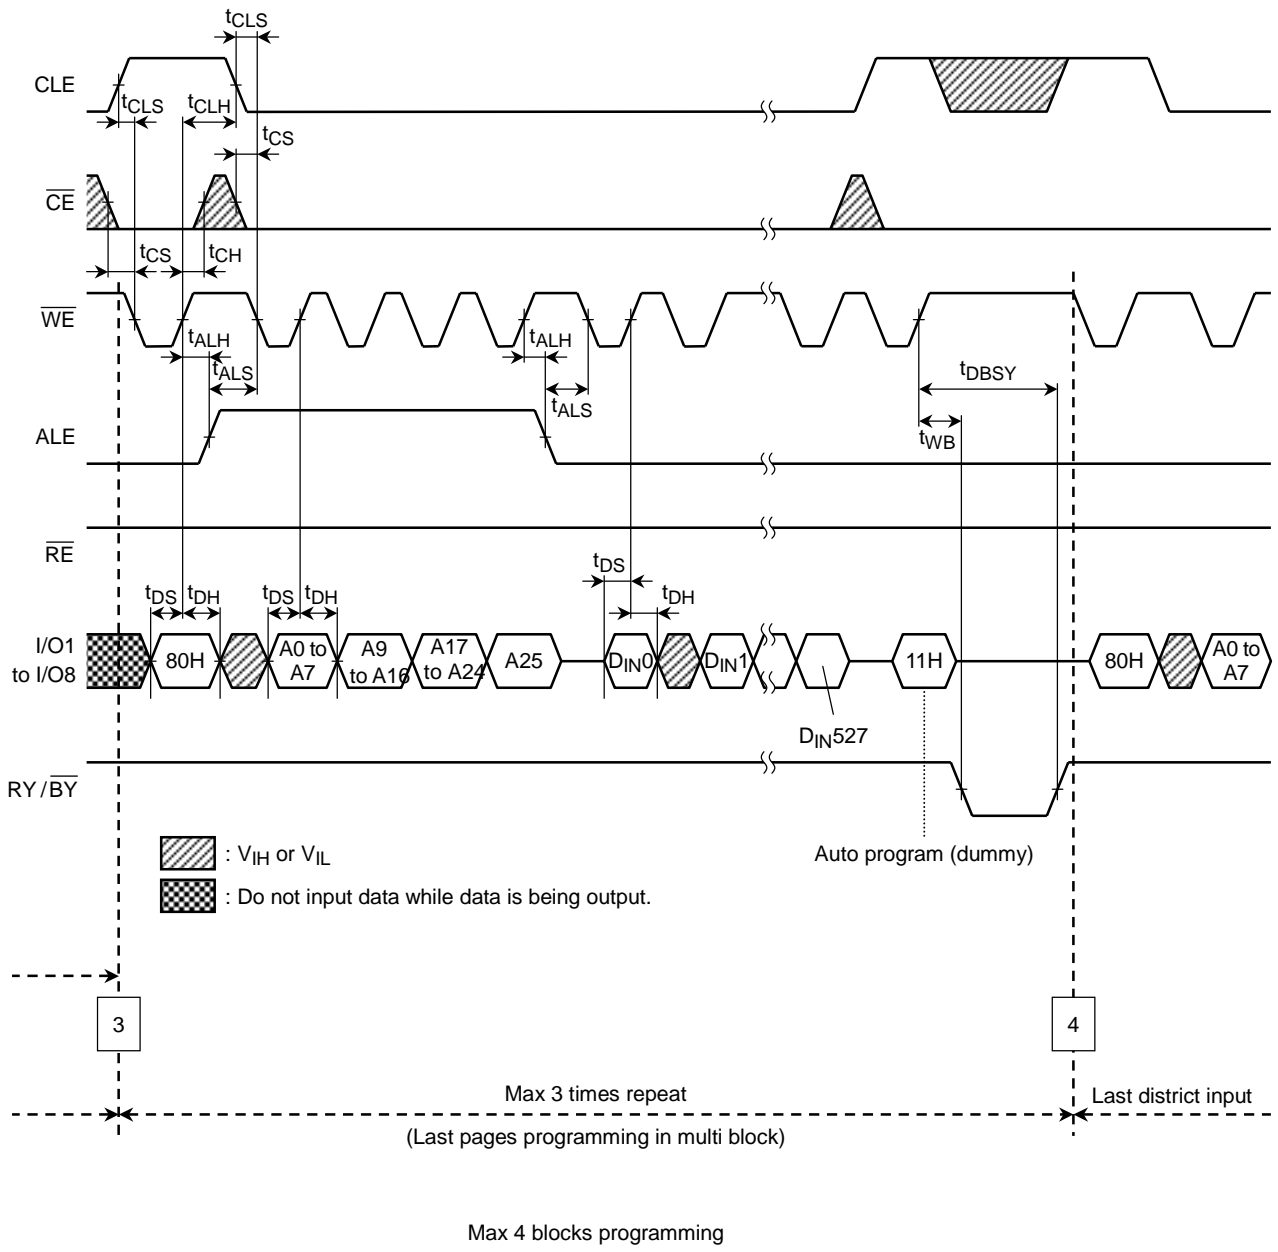 tCLS
CLE
tCLS tCLH
tCS
CE
tCS tCH
WE
tALH tALH
tALS tDBSY
tALS
ALE tWB
RE
tDS
tDS tDH tDS tDH tDH
I/O1 to I/O8
80H A0 to A7 A9 to A16 A17 to A24 A25 DIN0 DIN1 11H 80H A0 to A7
DIN527
RY/BY
: VIH or VIL
Auto program (dummy)
: Do not input data while data is being output.
3 4
Max 3 times repeat
Last district input
(Last pages programming in multi block)
Max 4 blocks programming